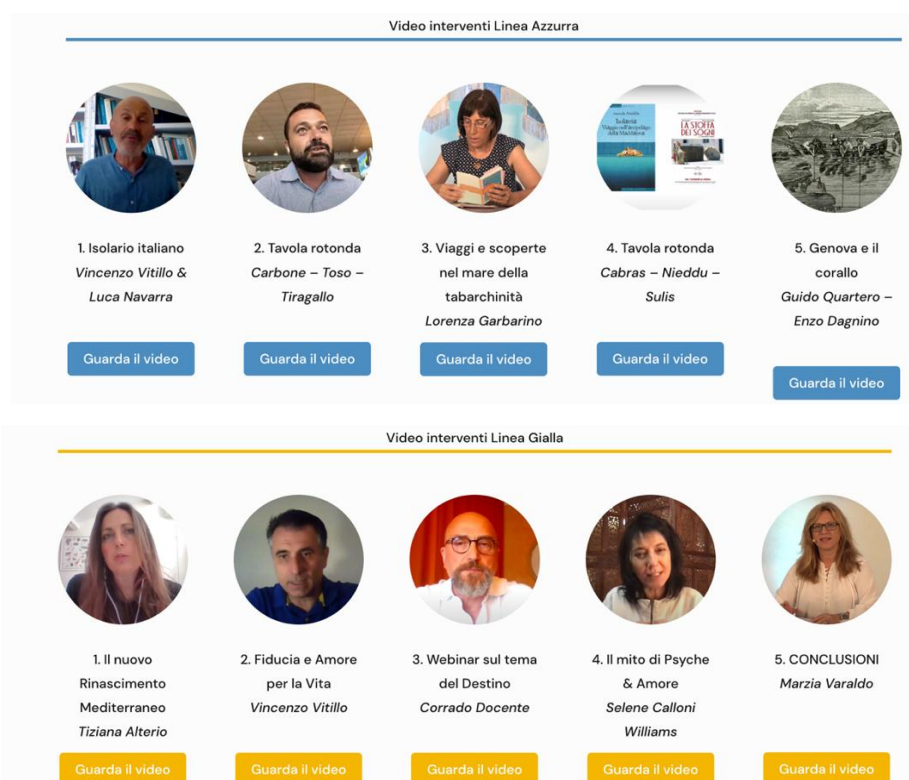 Video interventi Linea Azzurra
LA STOFFA
DEI SOGNI
1. Isolario italiano
Vincenzo Vitillo &
Luca Navarra
Guarda il video
2. Tavola rotonda
Carbone – Toso –
Tiragallo
Guarda il video
3. Viaggi e scoperte
nel mare della
tabarchinità
Lorenza Garbarino
Guarda il video
4. Tavola rotonda
Cabras – Nieddu –
Sulis
Guarda il video
5. Genova e il
corallo
Guido Quartero –
Enzo Dagnino
Guarda il video
Video interventi Linea Gialla
1. Il nuovo
Rinascimento
Mediterraneo
Tiziana Alterio
Guarda il video
2. Fiducia e Amore
per la Vita
Vincenzo Vitillo
Guarda il video
3. Webinar sul tema
del Destino
Corrado Docente
Guarda il video
4. Il mito di Psyche
& Amore
Selene Calloni
Williams
Guarda il video
5. CONCLUSIONI
Marzia Varaldo
Guarda il video